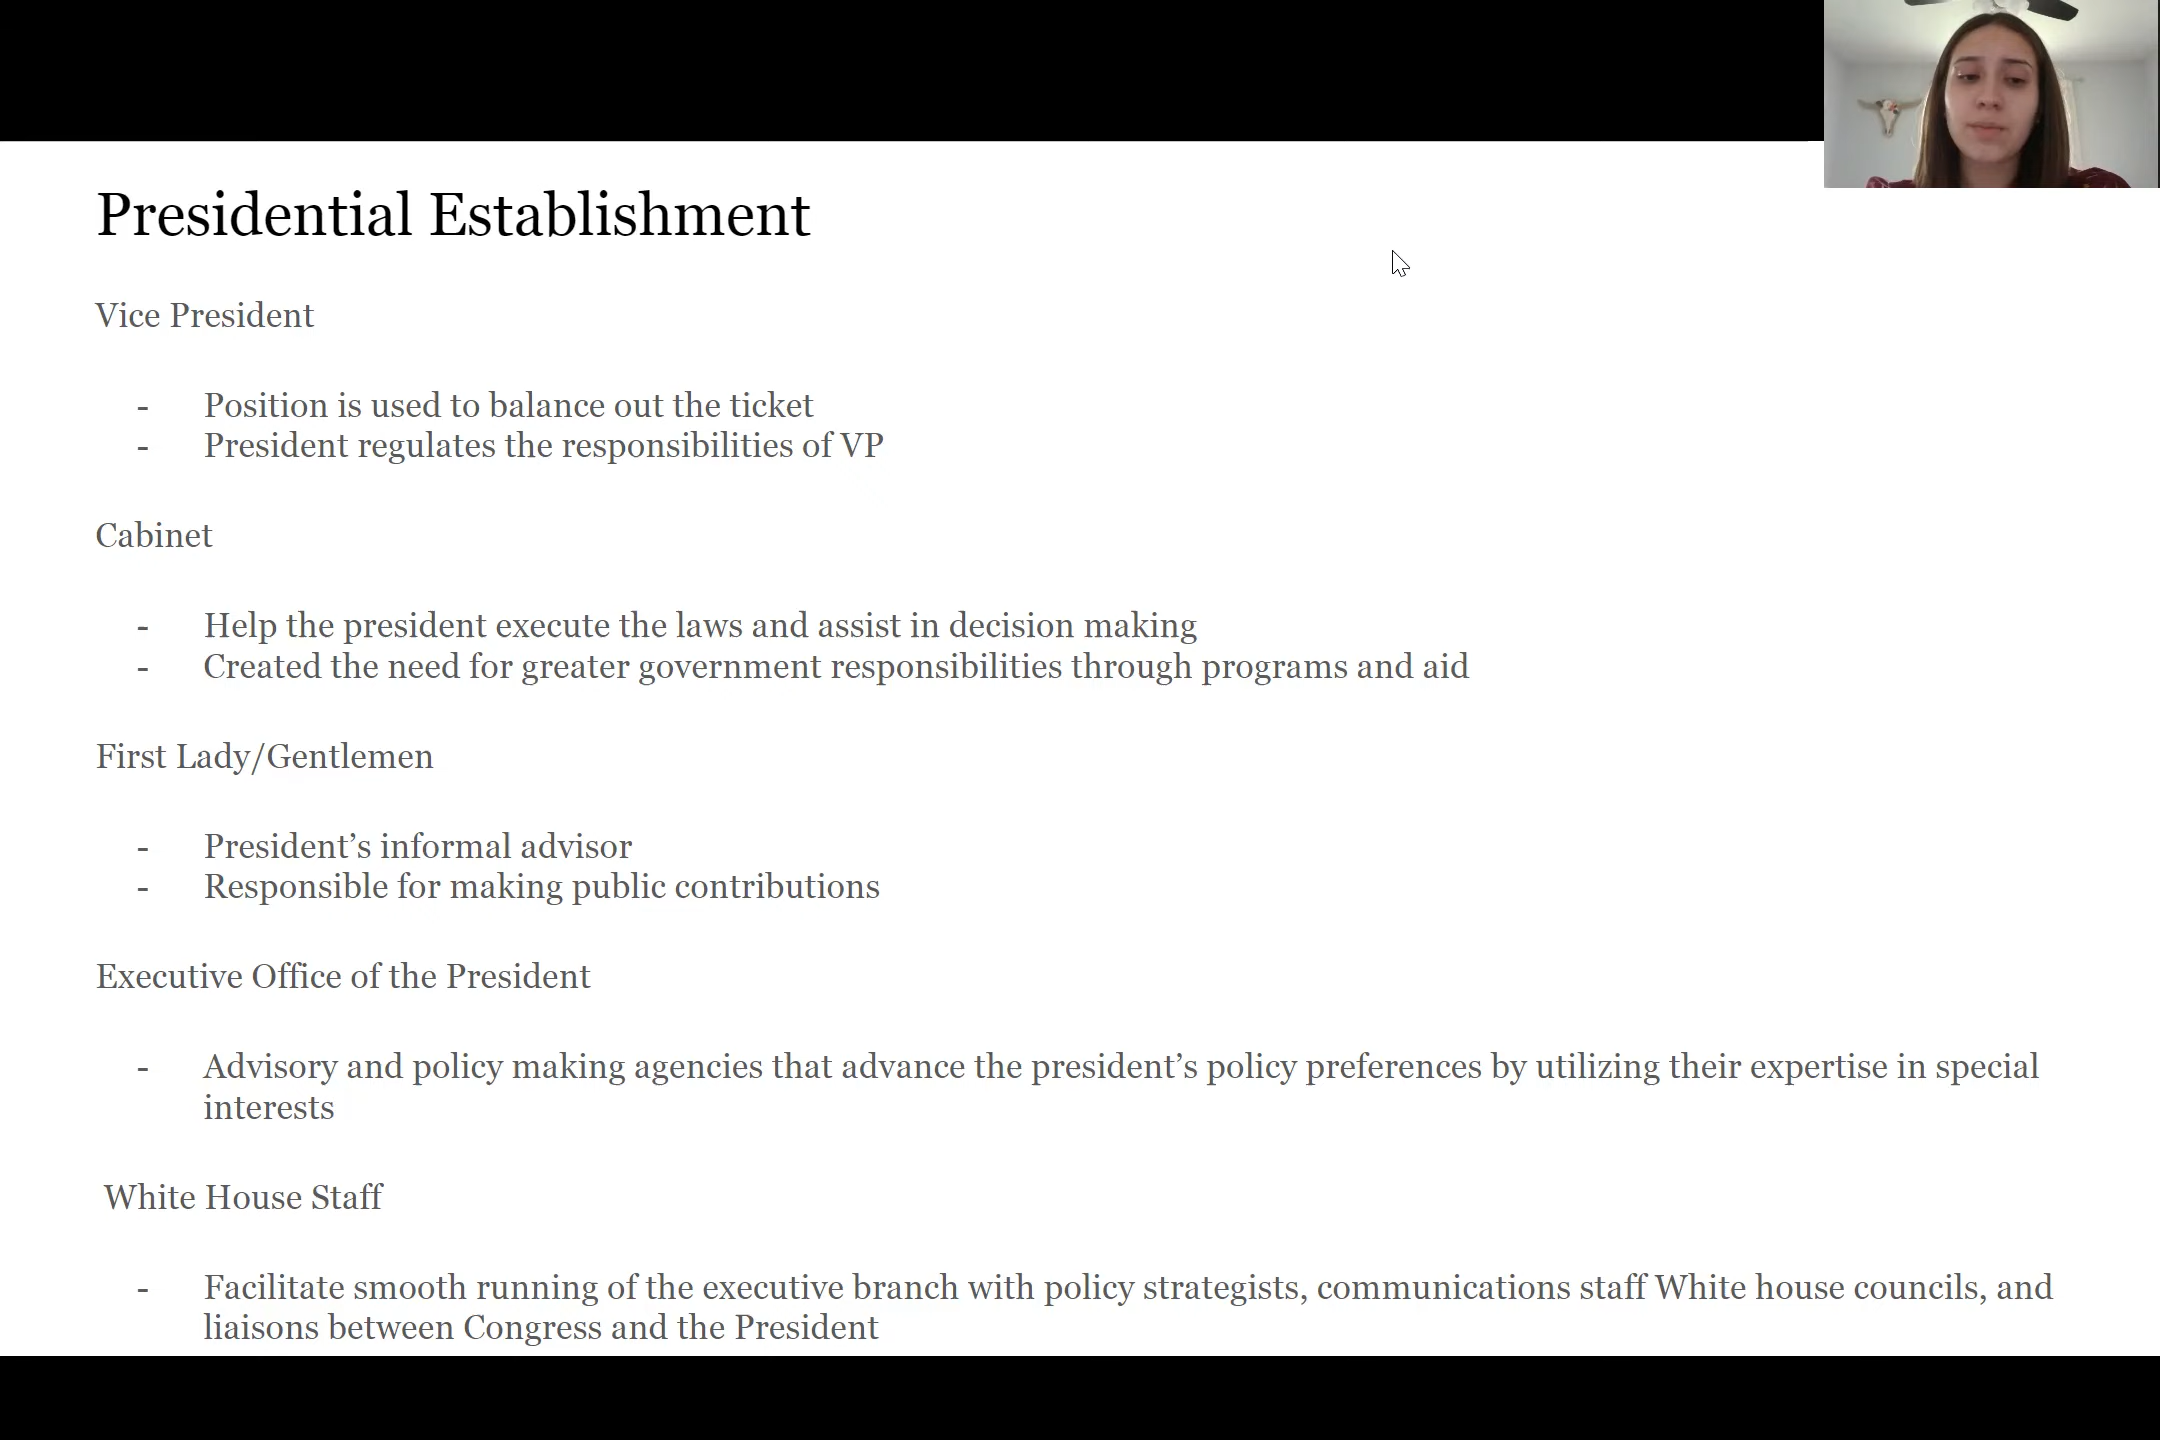 Presidential Establishment
Vice President
- Position is used to balance out the ticket
- President regulates the responsibilities of VP
Cabinet
- Help the president execute the laws and assist in decision making
- Created the need for greater government responsibilities through programs and aid
First Lady/Gentlemen
- President’s informal advisor
- Responsible for making public contributions
Executive Office of the President
- Advisory and policy making agencies that advance the president’s policy preferences by utilizing their expertise in special
interests
White House Staff
- Facilitate smooth running of the executive branch with policy strategists, communications staff White house councils, and
liaisons between Congress and the President